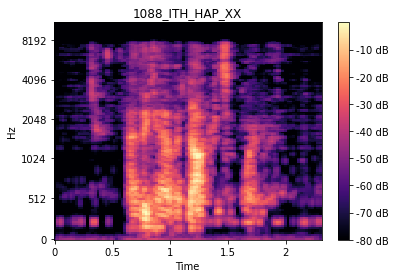 1088_ITH_HAP_XX
8192
4096
2048
1024
512
0
Hz
0
0.5
1
1.5
2
Time
-10 dB
-20 dB
-30 dB
-40 dB
-50 dB
-60 dB
-70 dB
-80 dB